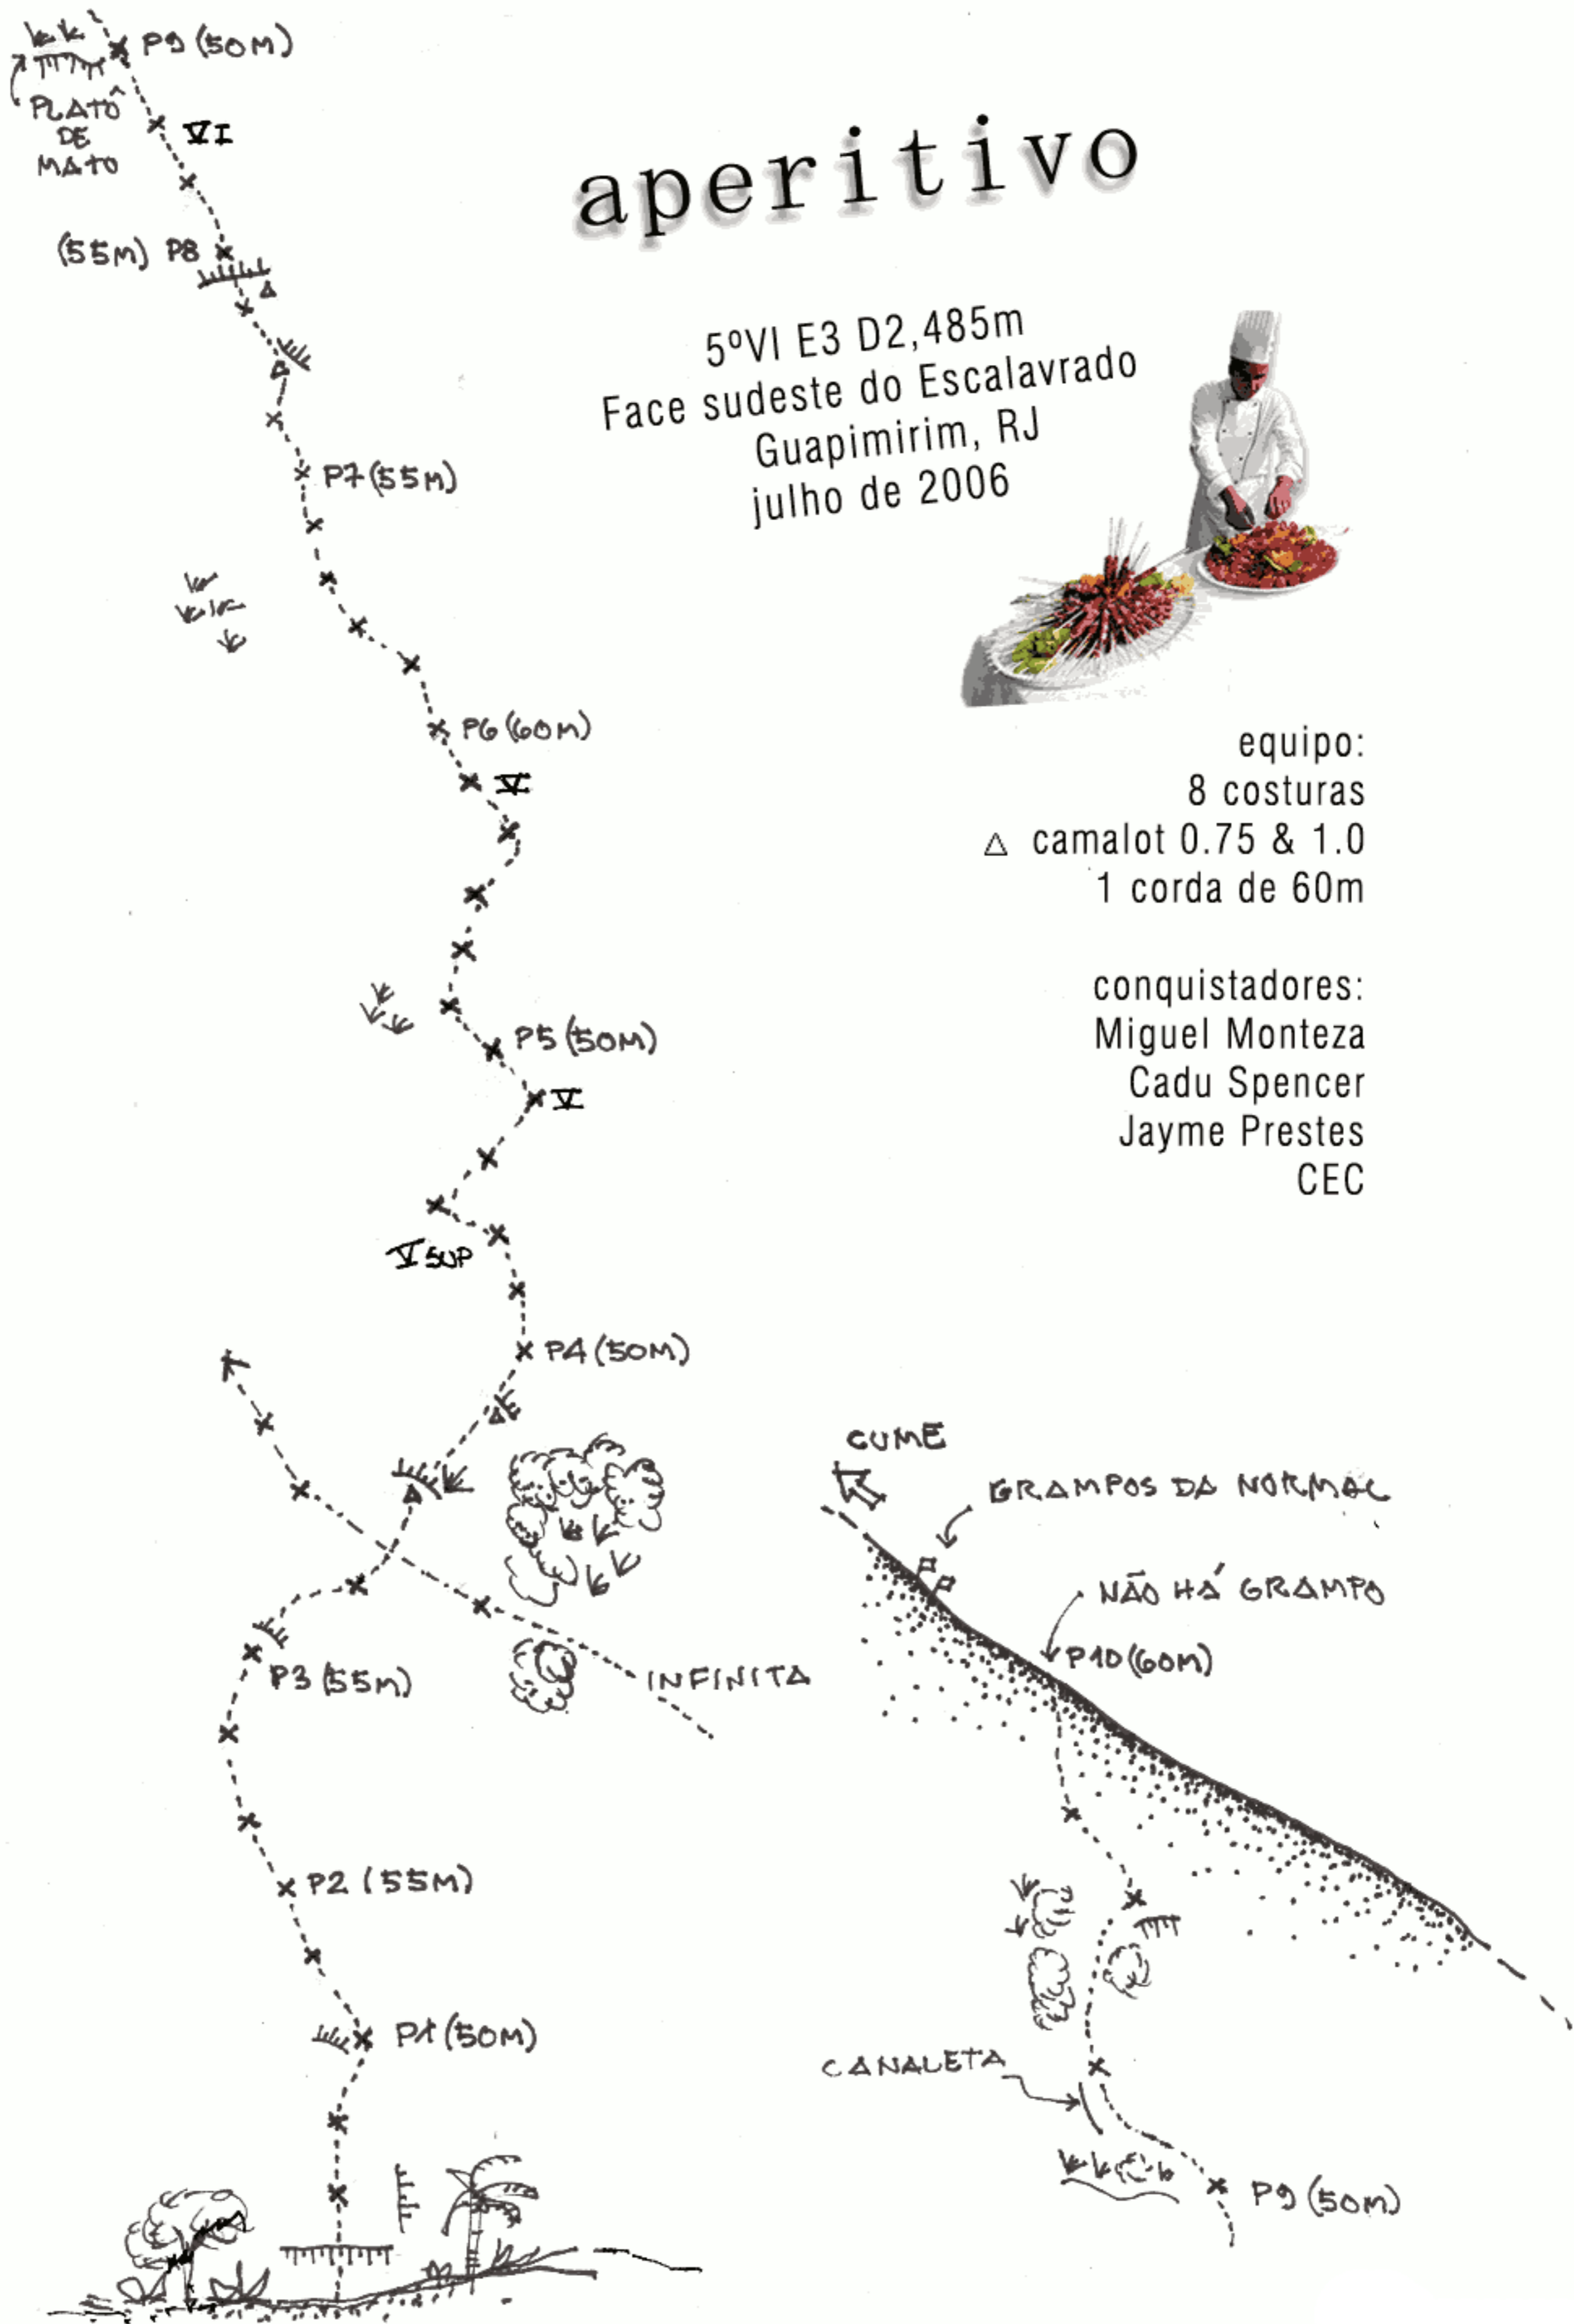 P9 (50M)
PLATÔ
DE
MATO
VI
(55M) P8
aperitivo
5ºVI E3 D2,485m
Face sudeste do Escalavrado
Guapimirim, RJ
julho de 2006
P7 (55M)
P6 (60M)
V
equipo:
8 costuras
△ camalot 0.75 & 1.0
1 corda de 60m
conquistadores:
Miguel Monteza
Cadu Spencer
Jayme Prestes
CEC
P5 (50M)
V
V SUP
P4 (50M)
CUME
GRAMPOS DA NORMAL
NÃO HÁ GRAMPO
P10 (60M)
P3 (55M)
INFINITA
P2 (55M)
P1 (50M)
CANALETA
P9 (50M)